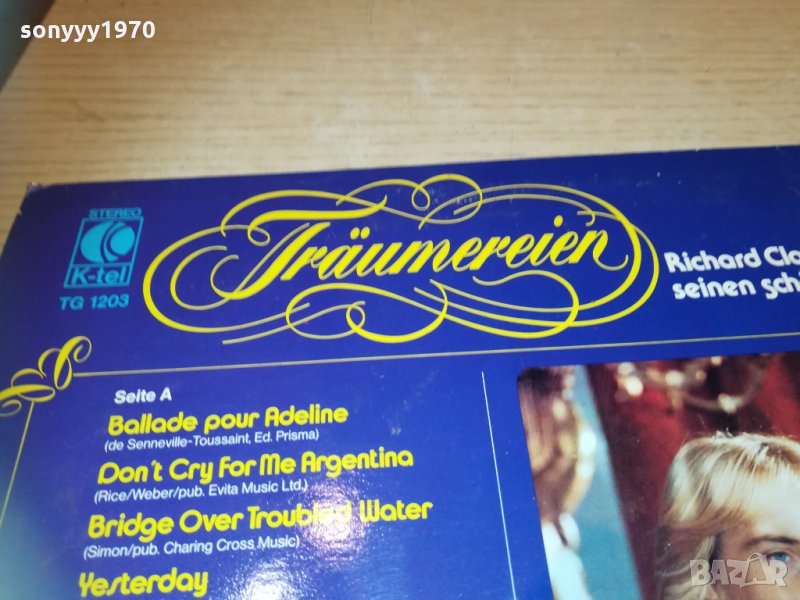 sonyyy1970
STEREO
K-tel
TG 1203
Träumereien
Richard
seinen
Seite A
Ballade pour Adeline
(de Senneville-Toussaint, Ed. Prisma)
Don't Cry For Me Argentina
(Rice/Weber/pub. Evita Music Ltd.)
Bridge Over Troubled Water
(Simon/pub. Charing Cross Music)
Yesterday
BAZAR